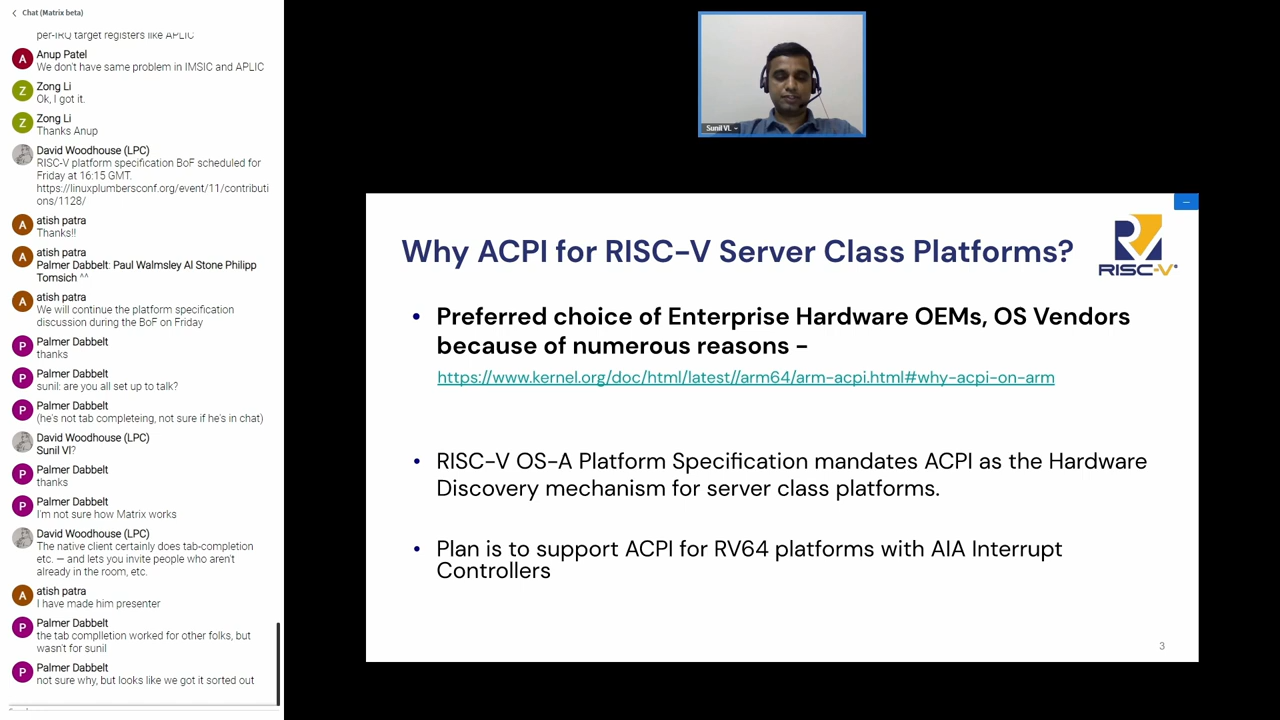 Chat (Matrix beta)
per-IRQ target registers like APLIC
A
Anup Patel
We don't have same problem in IMSIC and APLIC
Z
Zong Li
Ok, I got it.
Z
Zong Li
Thanks Anup
David Woodhouse (LPC)
RISC-V platform specification BoF scheduled for
Friday at 16:15 GMT.
https://linuxplumbersconf.org/event/11/contributi
ons/1128/
A
atish patra
Thanks!!
A
atish patra
Palmer Dabbelt: Paul Walmsley Al Stone Philipp
Tomsich ^^
A
atish patra
We will continue the platform specification
discussion during the BoF on Friday
P
Palmer Dabbelt
thanks
P
Palmer Dabbelt
sunil: are you all set up to talk?
P
Palmer Dabbelt
(he's not tab completeing, not sure if he's in chat)
David Woodhouse (LPC)
Sunil Vl?
P
Palmer Dabbelt
thanks
P
Palmer Dabbelt
I'm not sure how Matrix works
David Woodhouse (LPC)
The native client certainly does tab-completion
etc. — and lets you invite people who aren't
already in the room, etc.
A
atish patra
I have made him presenter
P
Palmer Dabbelt
the tab complletion worked for other folks, but
wasn't for sunil
P
Palmer Dabbelt
not sure why, but looks like we got it sorted out
Sunil VL
Why ACPI for RISC-V Server Class Platforms?
RISC-V®
• Preferred choice of Enterprise Hardware OEMs, OS Vendors
because of numerous reasons –
https://www.kernel.org/doc/html/latest//arm64/arm-acpi.html#why-acpi-on-arm
• RISC-V OS-A Platform Specification mandates ACPI as the Hardware
Discovery mechanism for server class platforms.
• Plan is to support ACPI for RV64 platforms with AIA Interrupt
Controllers
3